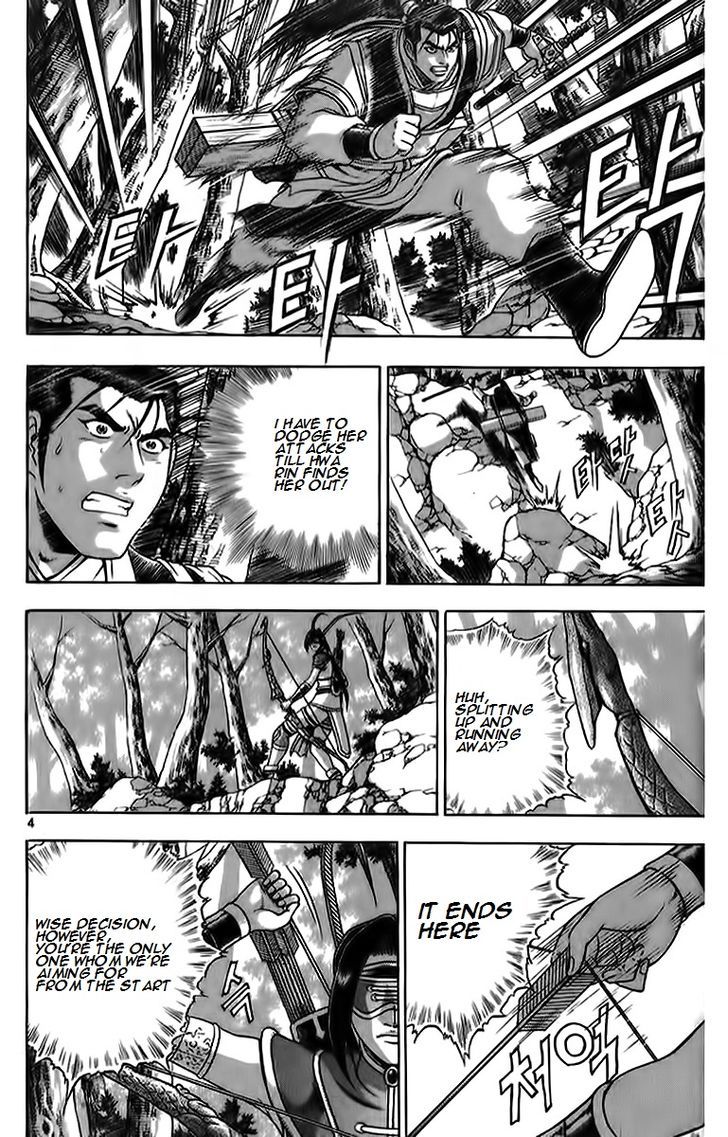 타
타
타
I HAVE TO
DODGE HER
ATTACKS
TILL HWA
RIN FINDS
HER OUT!
타
타
타
타
HUH,
SPLITTING
UP AND
RUNNING
AWAY?
4
WISE DECISION,
HOWEVER,
YOU'RE THE ONLY
ONE WHOM WE'RE
AIMING FOR
FROM THE START
IT ENDS
HERE
처억